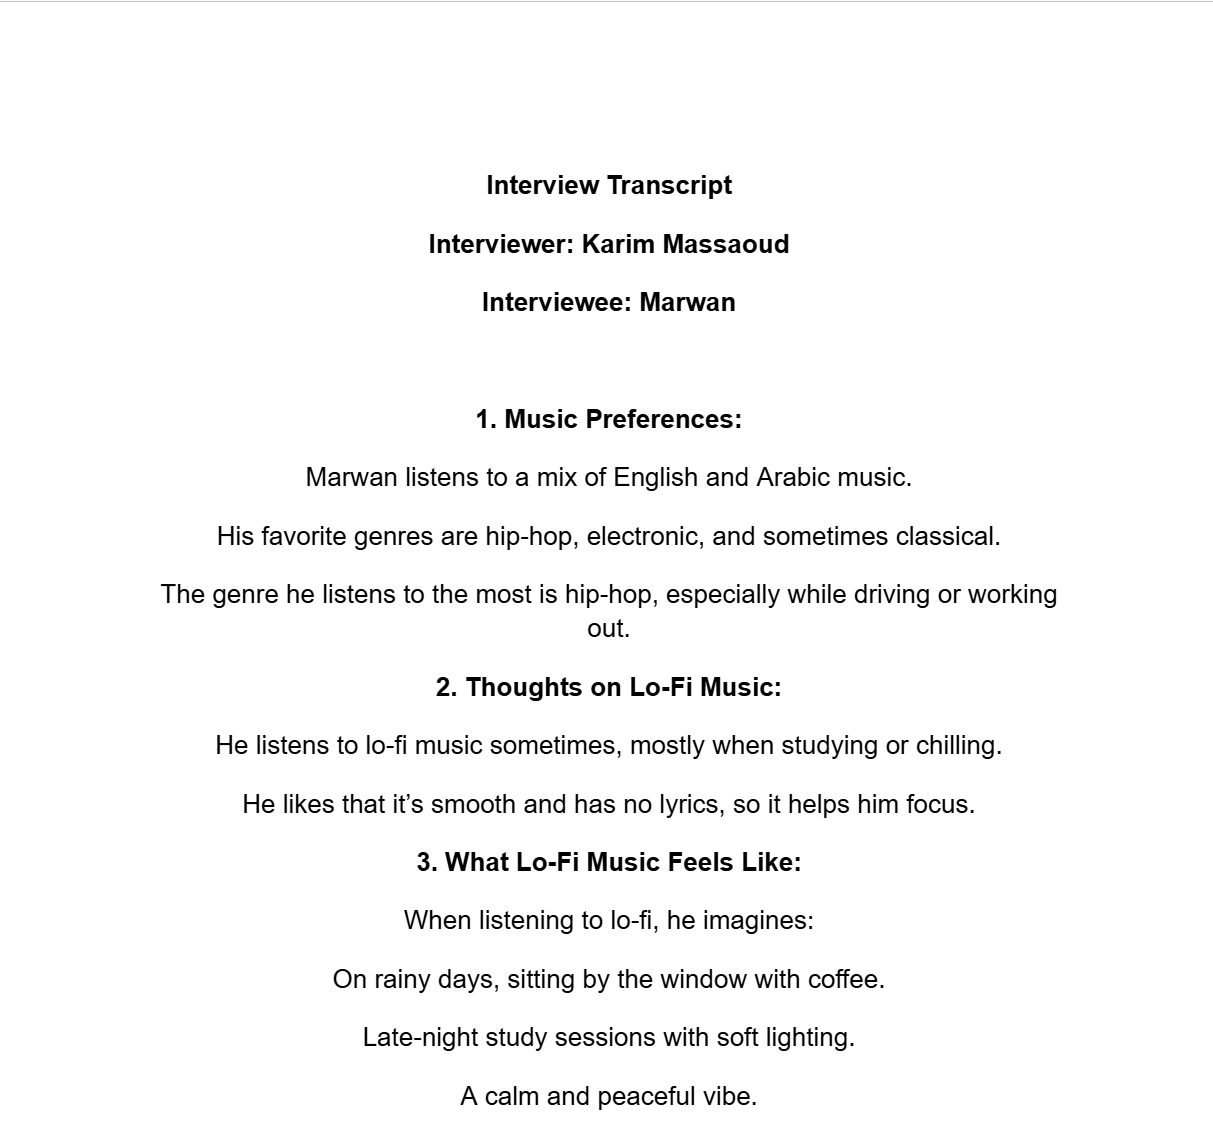 Interview Transcript
Interviewer: Karim Massaoud
Interviewee: Marwan
1. Music Preferences:
Marwan listens to a mix of English and Arabic music.
His favorite genres are hip-hop, electronic, and sometimes classical.
The genre he listens to the most is hip-hop, especially while driving or working
out.
2. Thoughts on Lo-Fi Music:
He listens to lo-fi music sometimes, mostly when studying or chilling.
He likes that it’s smooth and has no lyrics, so it helps him focus.
3. What Lo-Fi Music Feels Like:
When listening to lo-fi, he imagines:
On rainy days, sitting by the window with coffee.
Late-night study sessions with soft lighting.
A calm and peaceful vibe.